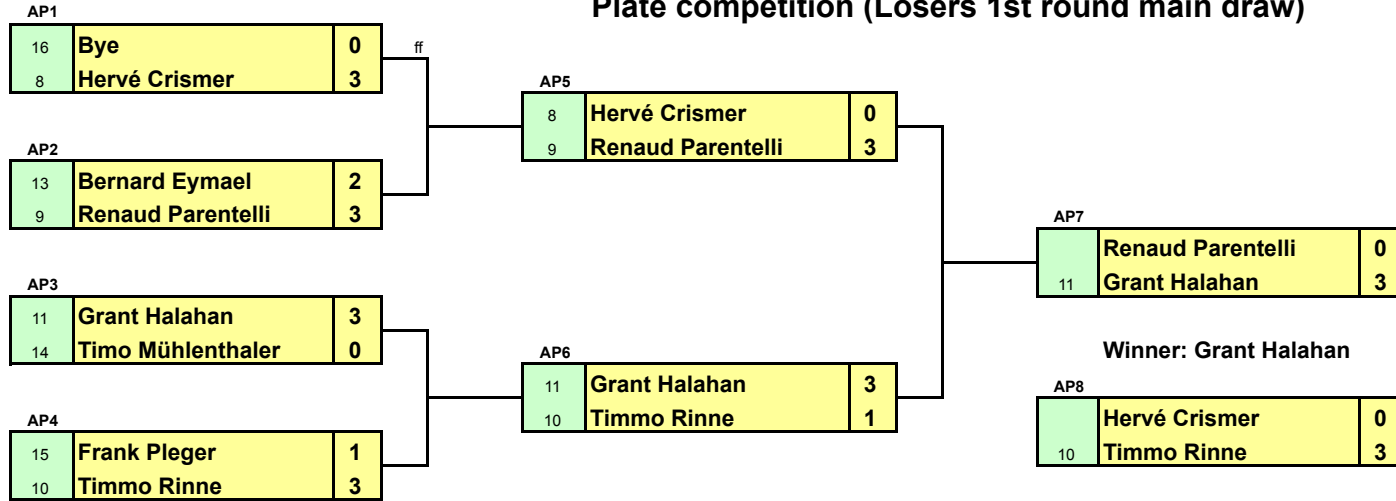 Plate competition (Losers 1st round main draw)
AP1
16 Bye 0 ff
8 Hervé Crismer 3
AP5
8 Hervé Crismer 0
9 Renaud Parentelli 3
AP2
13 Bernard Eymael 2
9 Renaud Parentelli 3
AP7
Renaud Parentelli 0
11 Grant Halahan 3
AP3
11 Grant Halahan 3
14 Timo Mühlenthaler 0
Winner: Grant Halahan
AP6
11 Grant Halahan 3
10 Timmo Rinne 1
AP8
Hervé Crismer 0
10 Timmo Rinne 3
AP4
15 Frank Pleger 1
10 Timmo Rinne 3